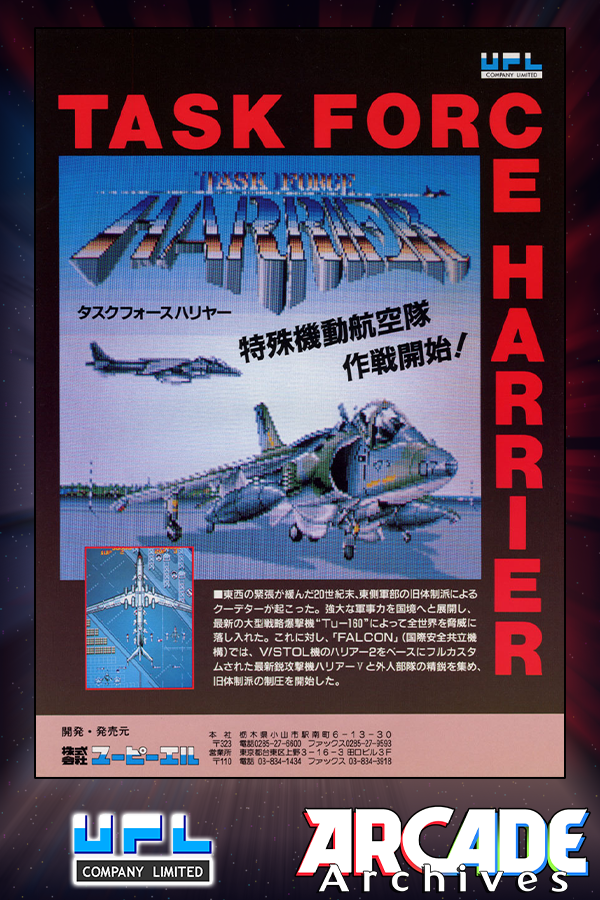 UPL
COMPANY LIMITED
TASK FORCE HARRIER
TASK FORCE
HARRIER
タスクフォースハリヤー
特殊機動航空隊
作戦開始!
■東西の緊張が緩んだ20世紀末、東側軍部の旧体制派による
クーデターが起こった。強大な軍事力を国境へと展開し、
最新の大型戦略爆撃機“Tu-160”によって全世界を脅威に
落し入れた。これに対し、「FALCON」(国際安全共立機
構)では、V/STOL機のハリアー2をベースにフルカスタ
ムされた最新鋭攻撃機ハリアーVと外人部隊の精鋭を集め、
旧体制派の制圧を開始した。
開発・発売元
株式会社 ユーピーエル
本社 栃木県小山市駅南町6-13-30
〒323 電話0285-27-6600 ファックス0285-27-9593
営業所 東京都台東区上野3-16-3 田口ビル3F
〒110 電話 03-834-1434 ファックス 03-834-3918
UPL
COMPANY LIMITED
ARCADE
Archives